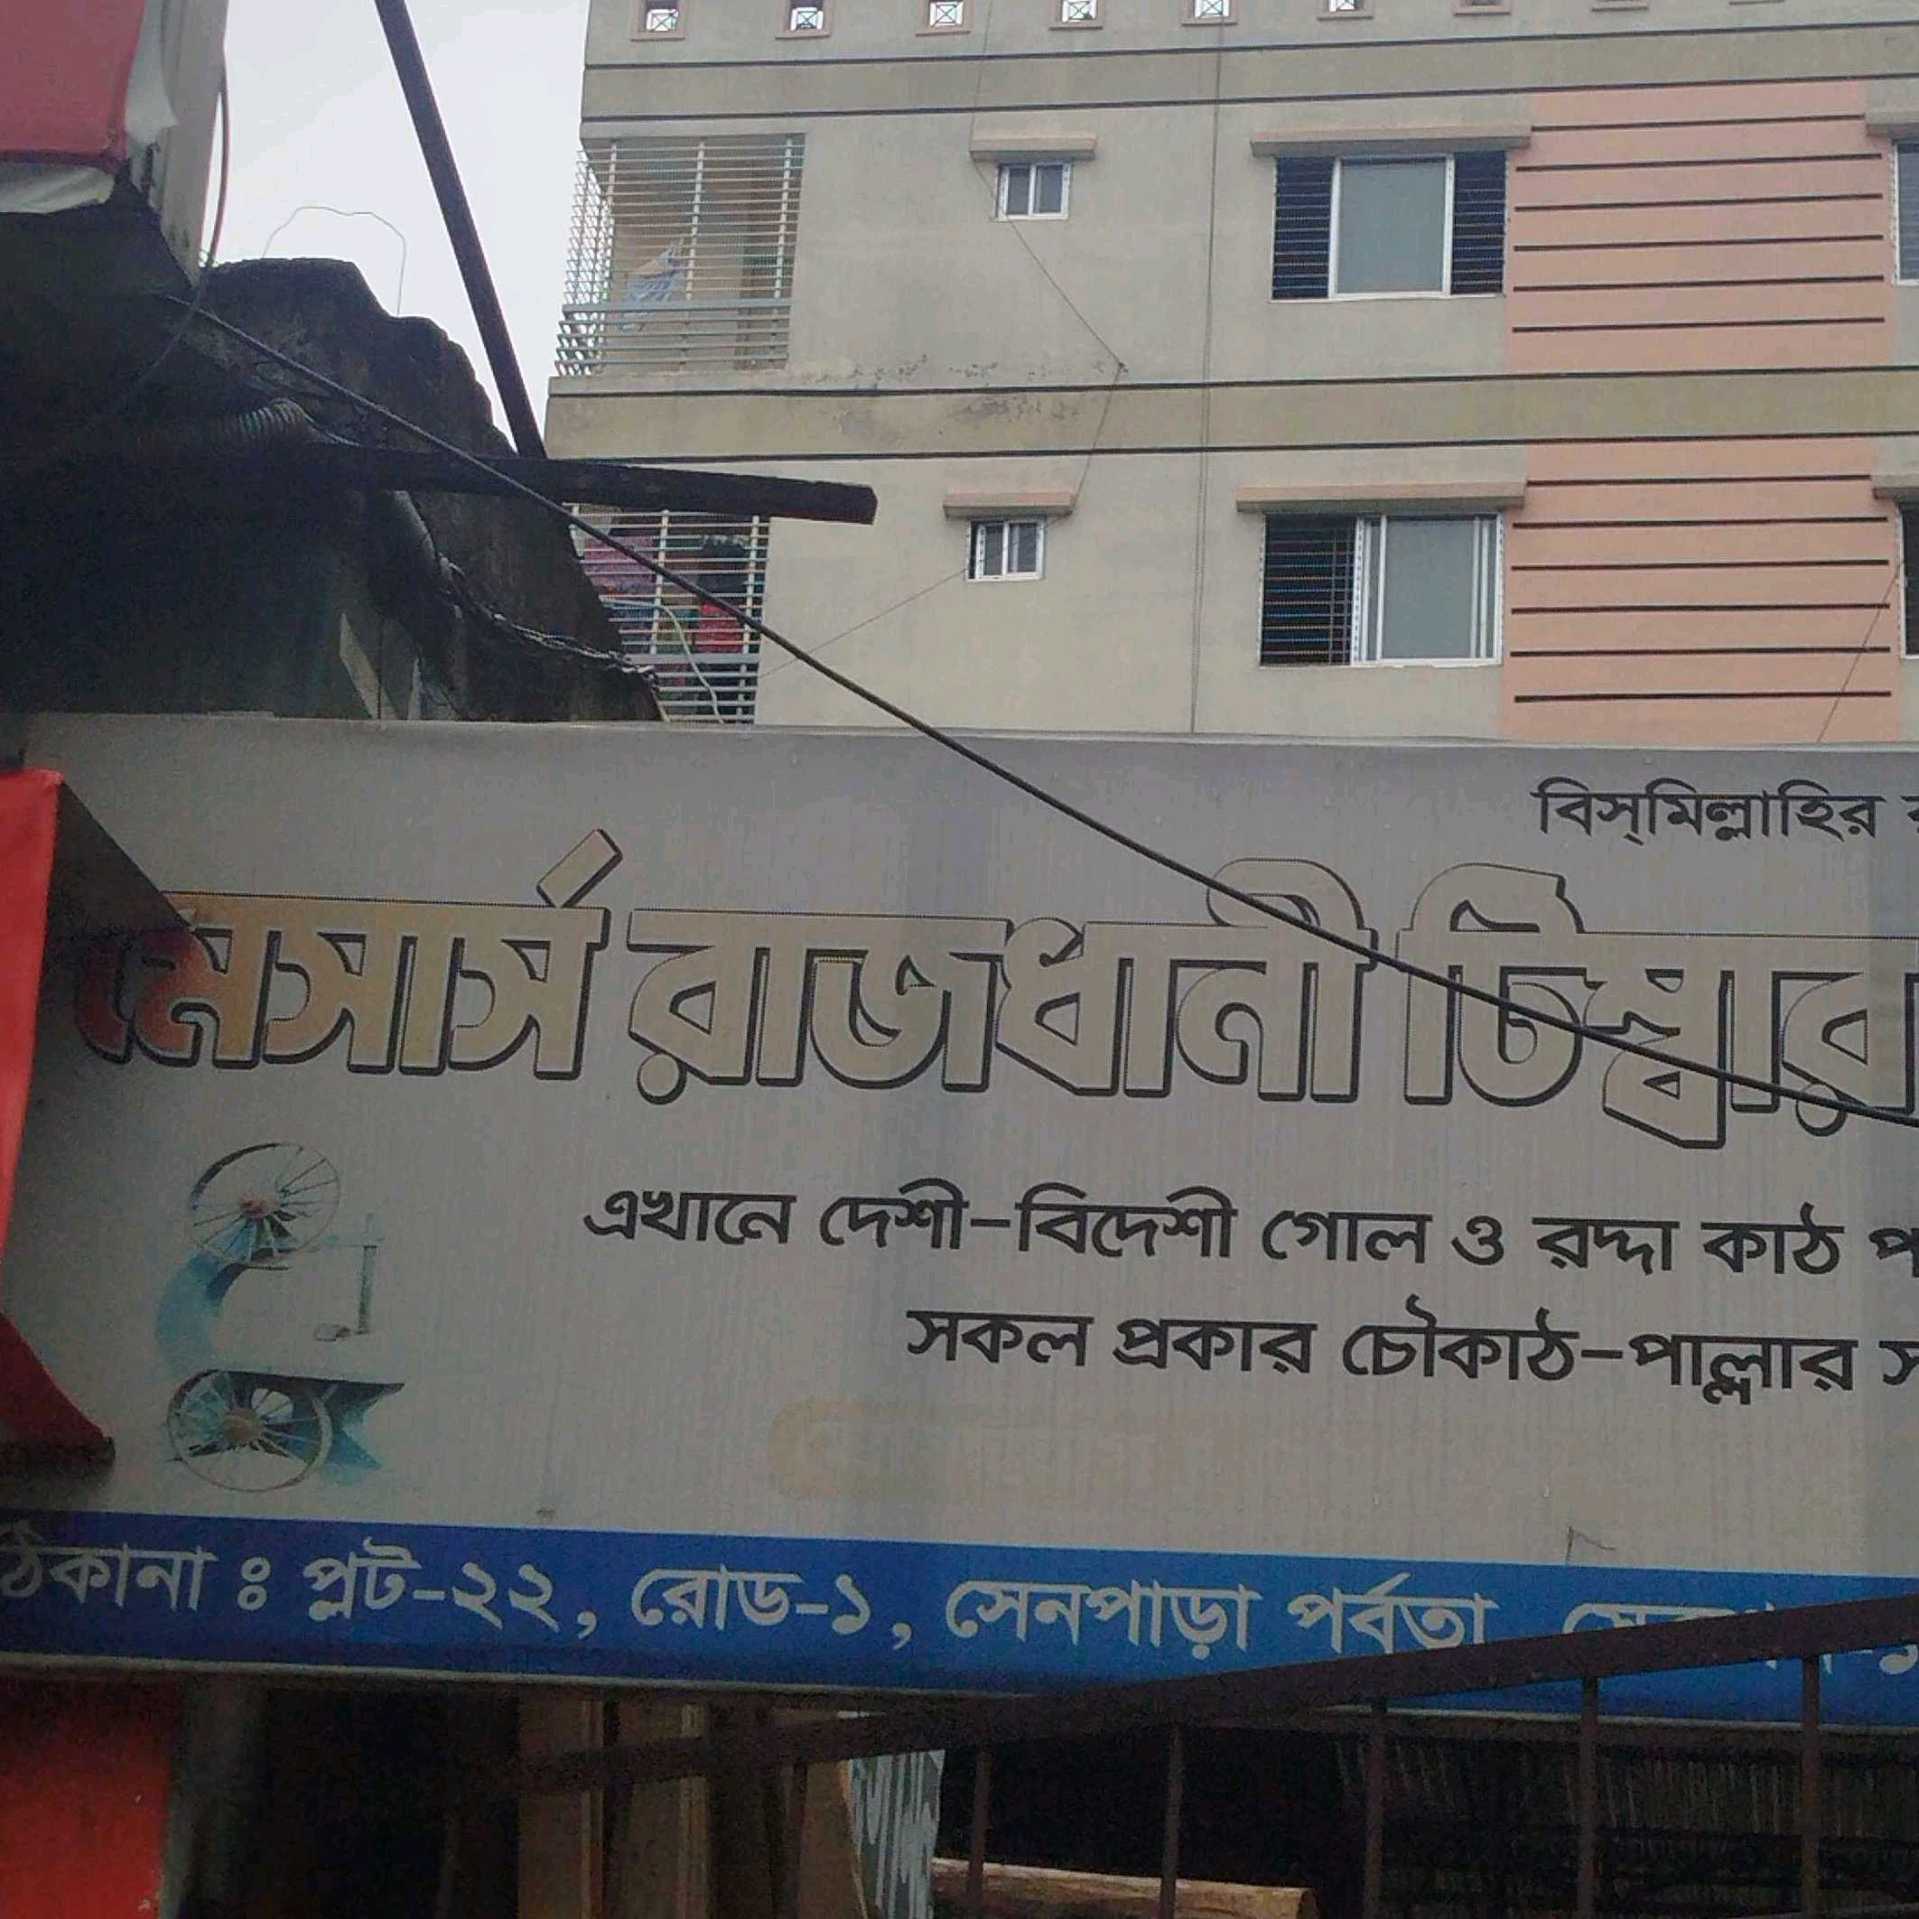 বিস্‌মিল্লাহির
মেসার্স রাজধানী টিম্বার
এখানে দেশী-বিদেশী গোল ও রদ্দা কাঠ
সকল প্রকার চৌকাঠ-পাল্লার
ঠিকানা ঃ প্লট-২২, রোড-১, সেনপাড়া পর্বতা